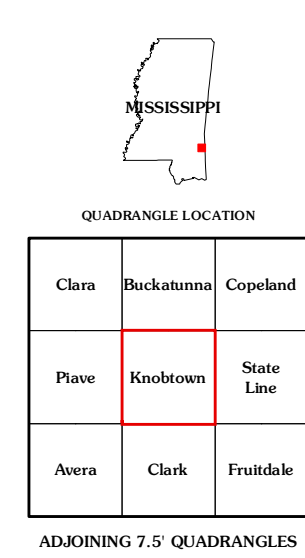 MISSISSIPPI
QUADRANGLE LOCATION
Clara Buckatunna Copeland
Piave Knobtown State
Line
Avera Clark Fruitdale
ADJOINING 7.5' QUADRANGLES